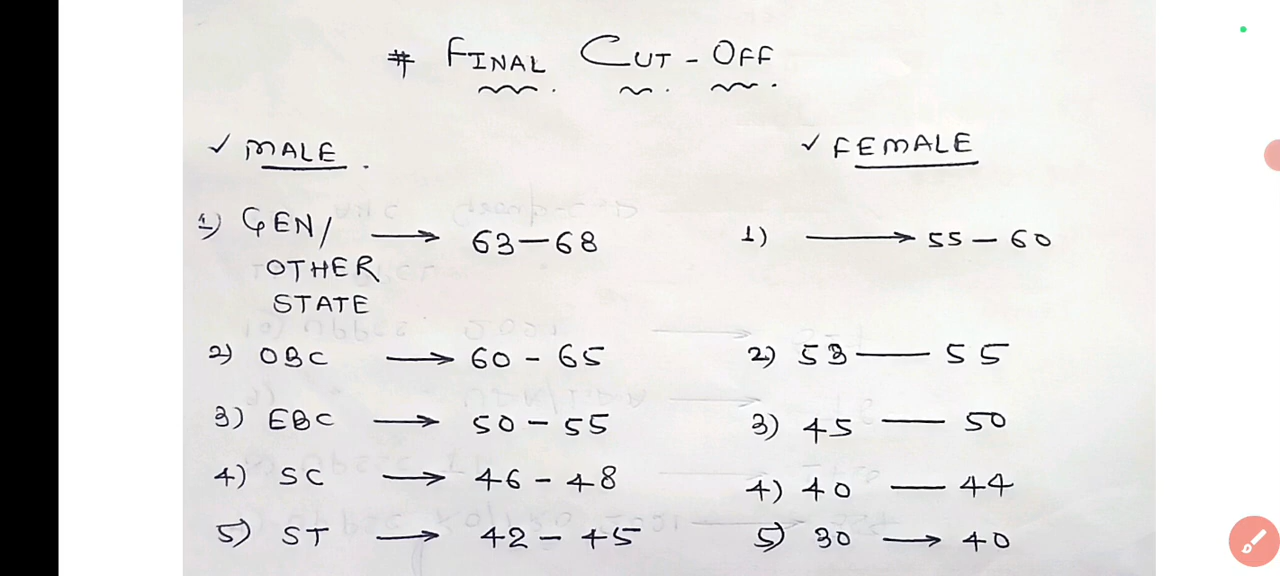 # FINAL CUT-OFF
✓ MALE. ✓ FEMALE
1) GEN/ → 63-68 1) → 55-60
OTHER
STATE
2) OBC → 60-65 2) 53 — 55
3) EBC → 50-55 3) 45 — 50
4) SC → 46-48 4) 40 — 44
5) ST → 42-45 5) 30 → 40